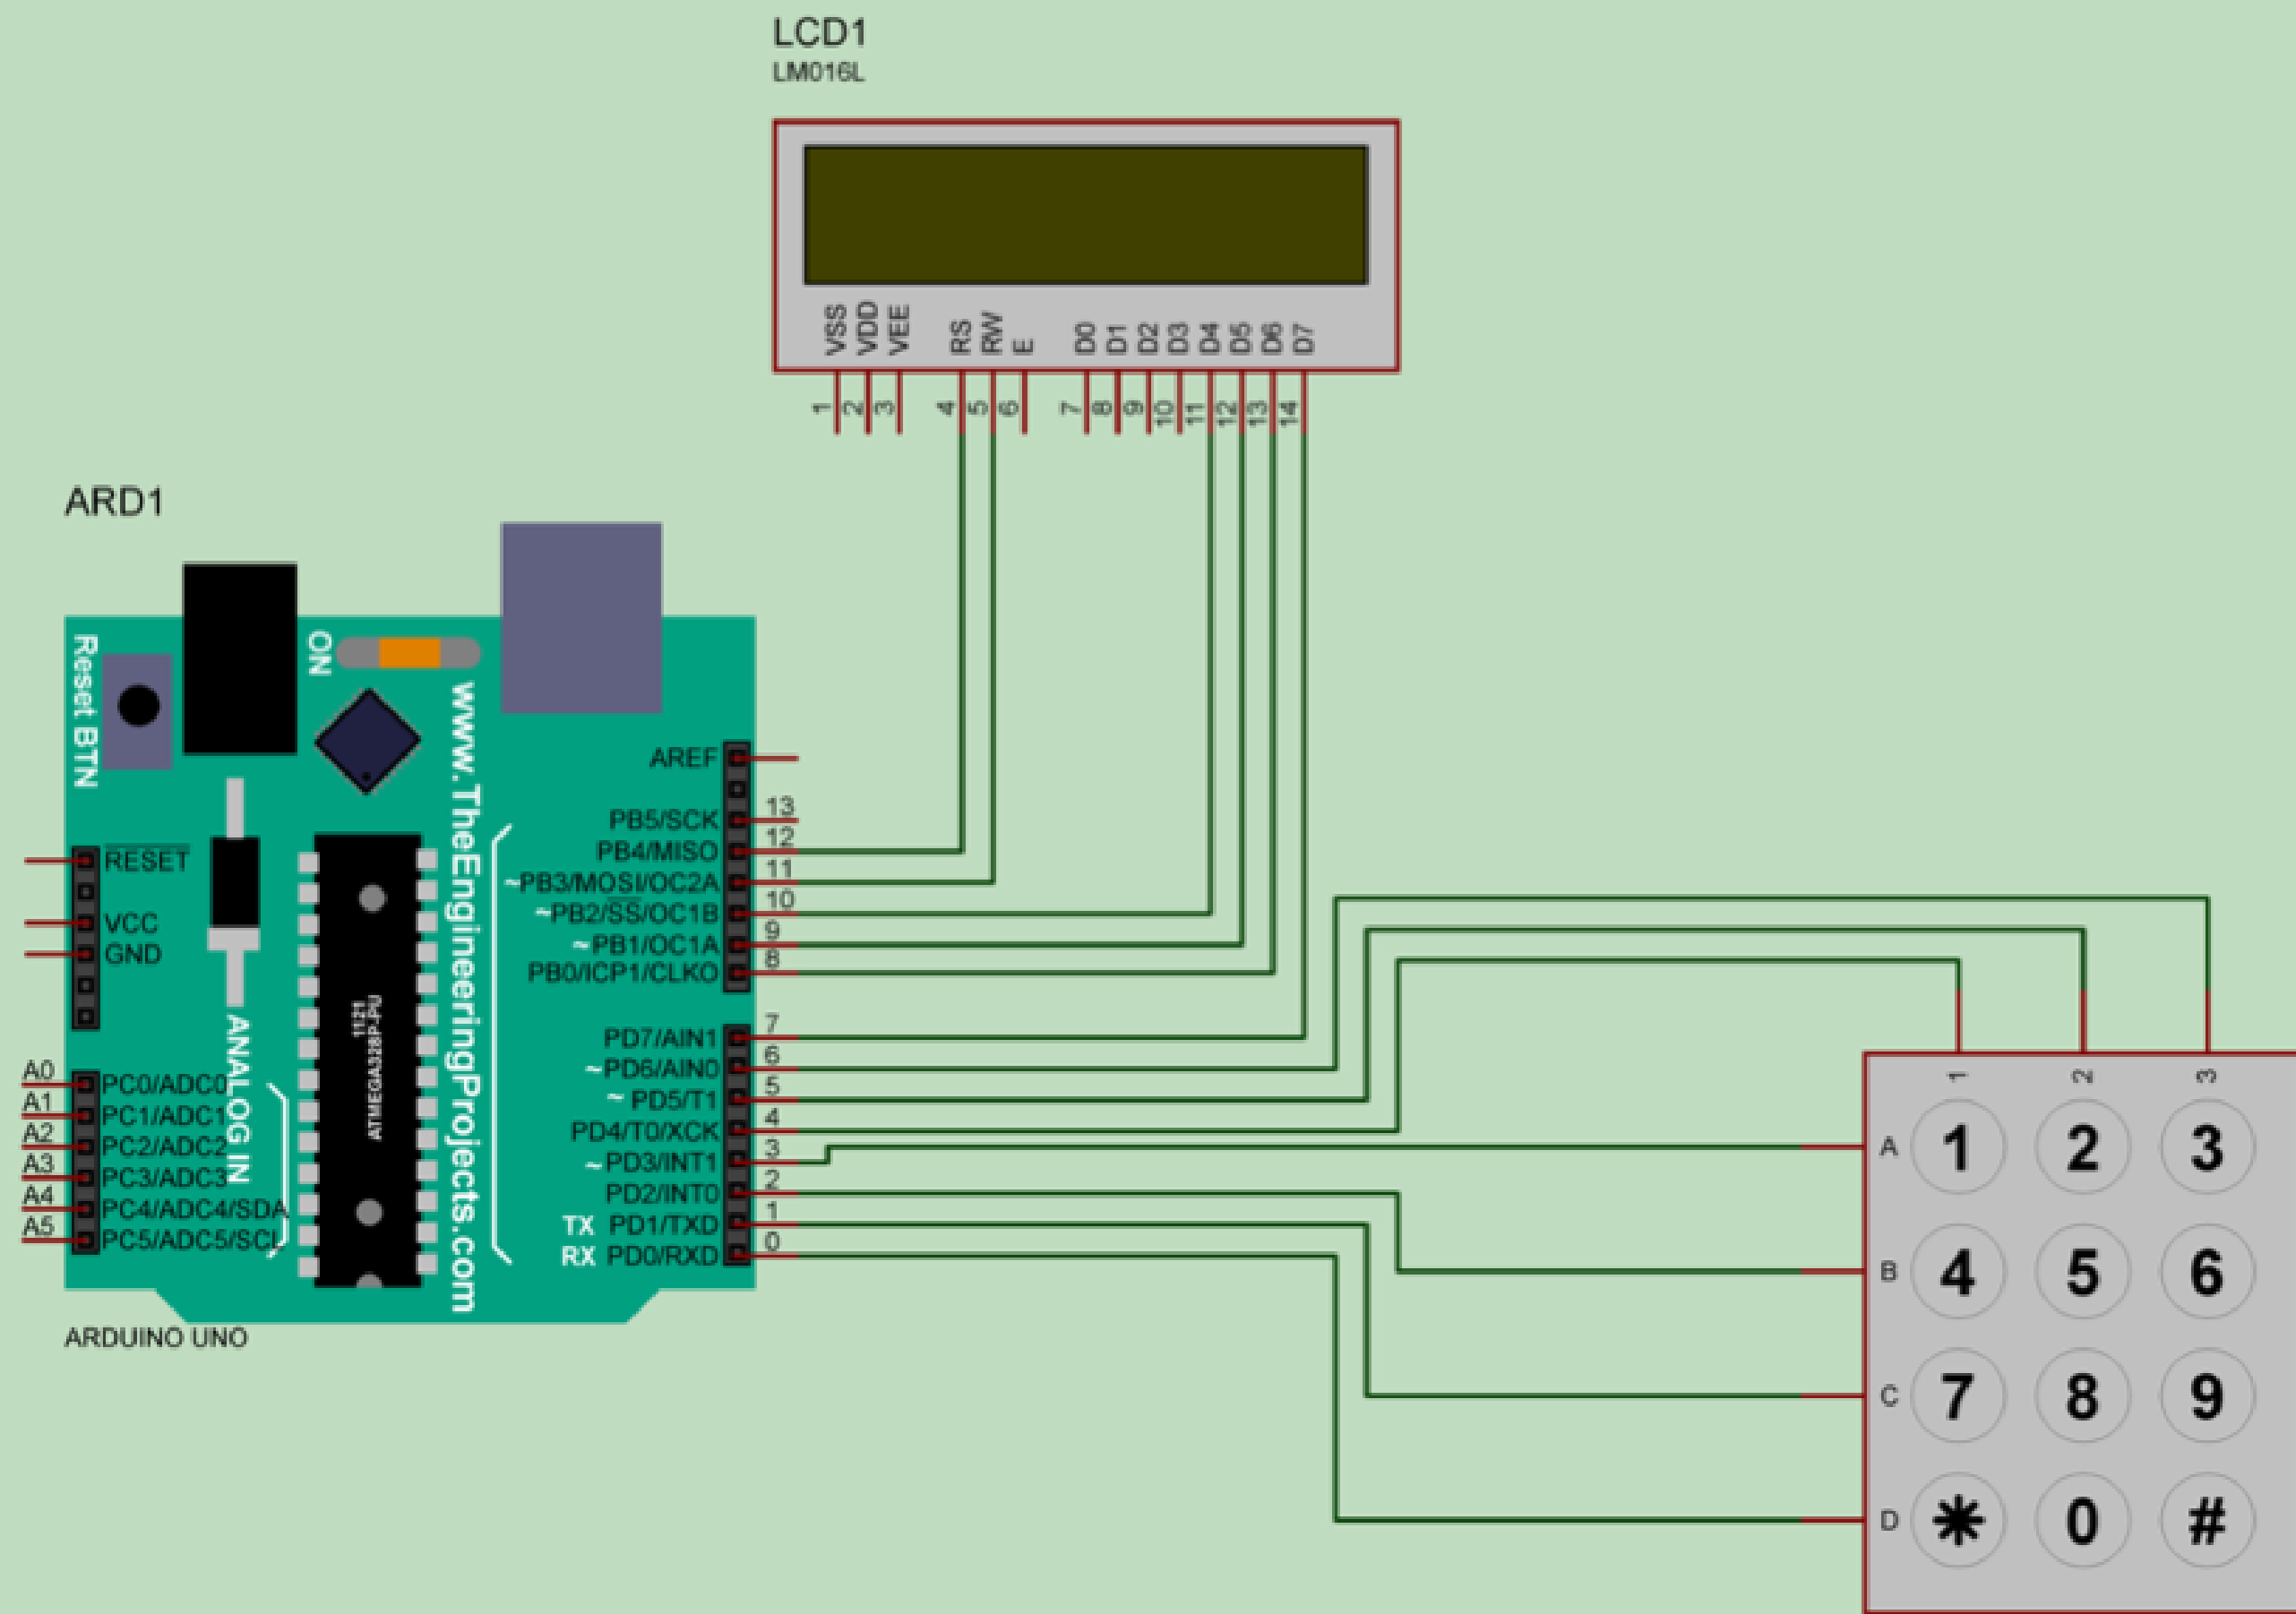 LCD1
LM016L
VSS
VDD
VEE
RS
RW
E
D0
D1
D2
D3
D4
D5
D6
D7
1
2
3
4
5
6
7
8
9
10
11
12
13
14
ARD1
Reset BTN
ON
www.TheEngineeringProjects.com
AREF
13
PB5/SCK
12
PB4/MISO
11
~PB3/MOSI/OC2A
10
~PB2/SS/OC1B
9
~PB1/OC1A
8
PB0/ICP1/CLKO
7
PD7/AIN1
6
~PD6/AIN0
5
~PD5/T1
4
PD4/T0/XCK
3
~PD3/INT1
2
PD2/INT0
1
TX PD1/TXD
0
RX PD0/RXD
RESET
VCC
GND
ANALOG IN
1121
ATMEGA328P-PU
A0 PC0/ADC0
A1 PC1/ADC1
A2 PC2/ADC2
A3 PC3/ADC3
A4 PC4/ADC4/SDA
A5 PC5/ADC5/SCL
ARDUINO UNO
1 2 3
A 1 2 3
B 4 5 6
C 7 8 9
D * 0 #